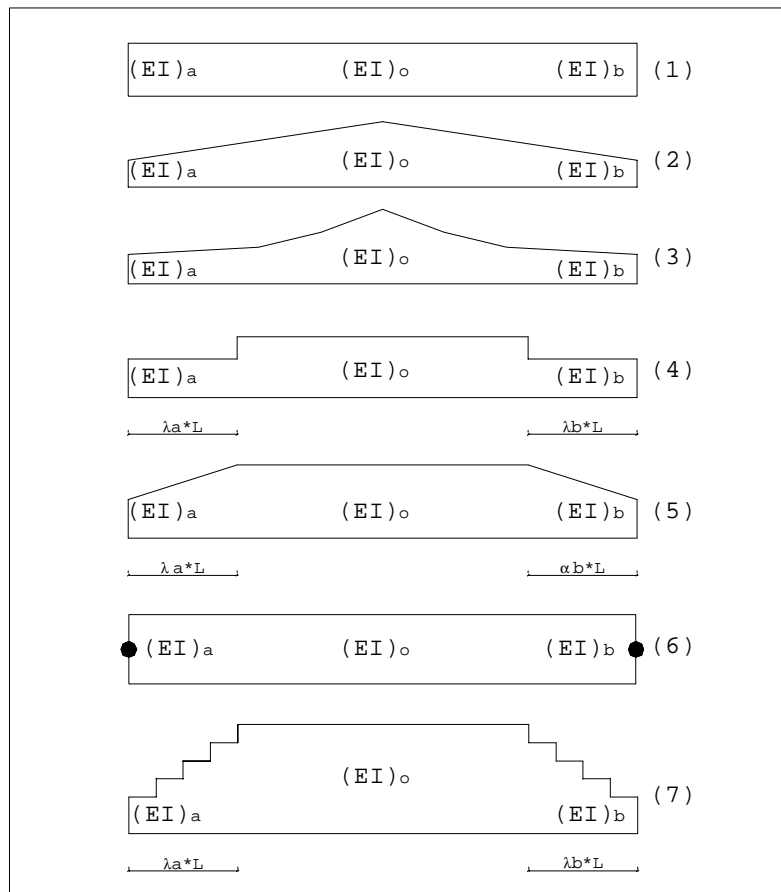 (EI)a (EI)o (EI)b (1)
(EI)a (EI)o (EI)b (2)
(EI)a (EI)o (EI)b (3)
(EI)a (EI)o (EI)b (4)
λa*L λb*L
(EI)a (EI)o (EI)b (5)
λa*L αb*L
(EI)a (EI)o (EI)b (6)
(EI)a (EI)o (EI)b (7)
λa*L λb*L